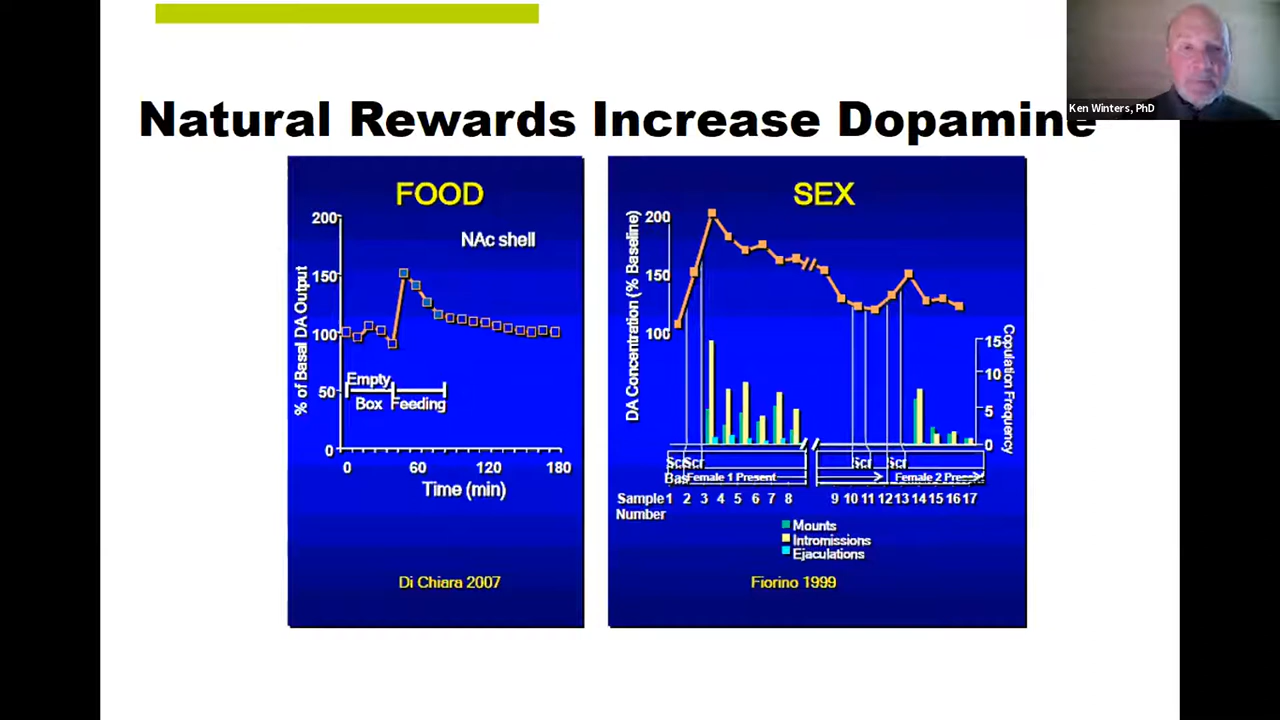 Ken Winters, PhD
Natural Rewards Increase Dopamine
FOOD
NAc shell
% of Basal DA Output
200
150
100
50
0
Empty
Box
Feeding
0 60 120 180
Time (min)
Di Chiara 2007
SEX
DA Concentration (% Baseline)
200
150
100
15
10
5
0
Copulation Frequency
Scr Scr Scr
Bas Female 1 Present Female 2 Present
Sample 1 2 3 4 5 6 7 8 9 10 11 12 13 14 15 16 17
Number
Mounts
Intromissions
Ejaculations
Fiorino 1999